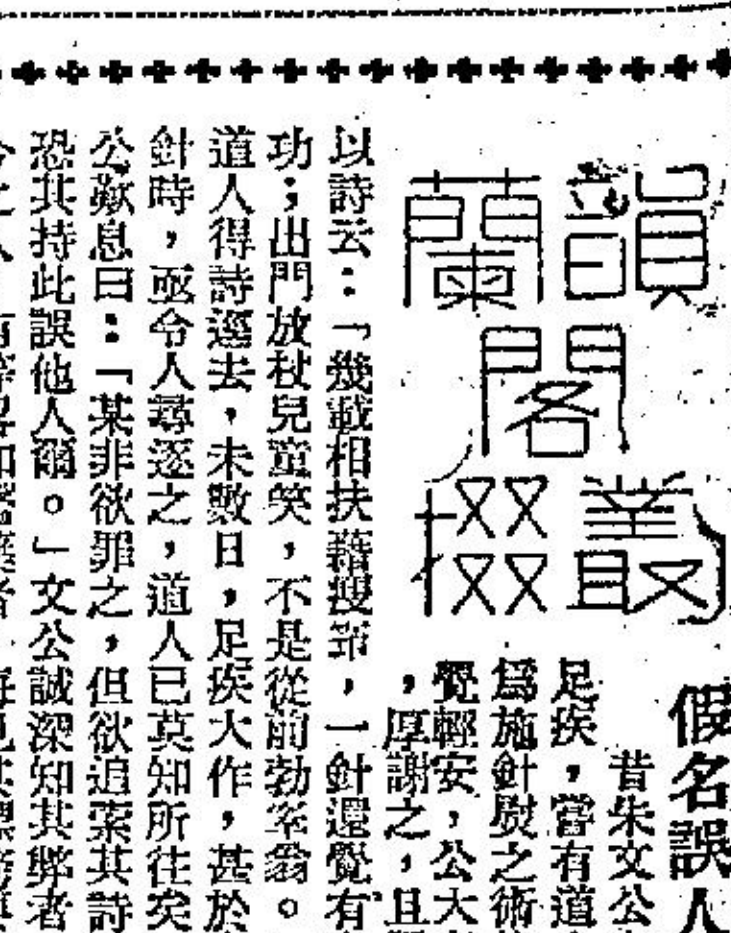 韻蘭閣叢掇
假名誤人
昔朱文公
足疾,嘗有道
爲施針熨之術
覺輕安,公大
,厚謝之,且
以詩云:「幾載相扶藉瘦筇,一針還覺有
功;出門放杖兒童笑,不是從前勃窣翁。
道人得詩逕去,未數日,足疾大作,甚於
針時,亟令人尋逐之,道人已莫知所往矣
公歎息曰:「某非欲罪之,但欲追索其詩
恐其持此誤他人爾。」文公誠深知其弊者